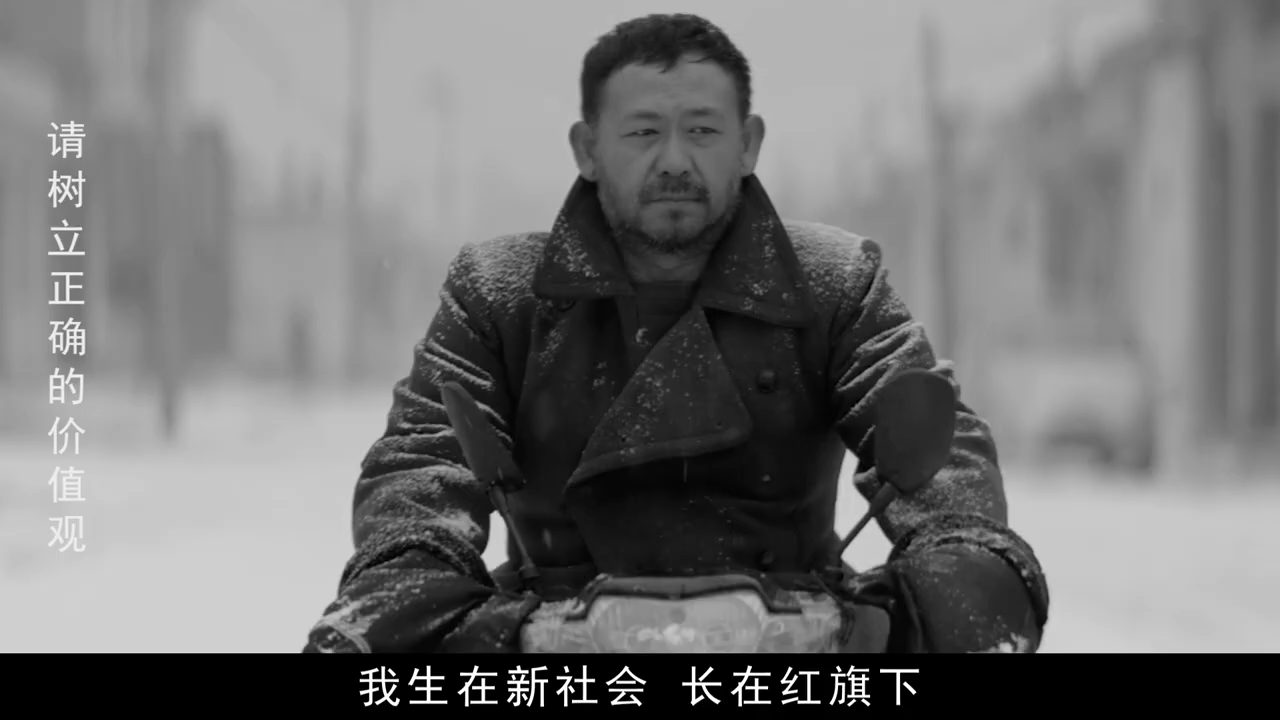 请树立正确的价值观
我生在新社会 长在红旗下